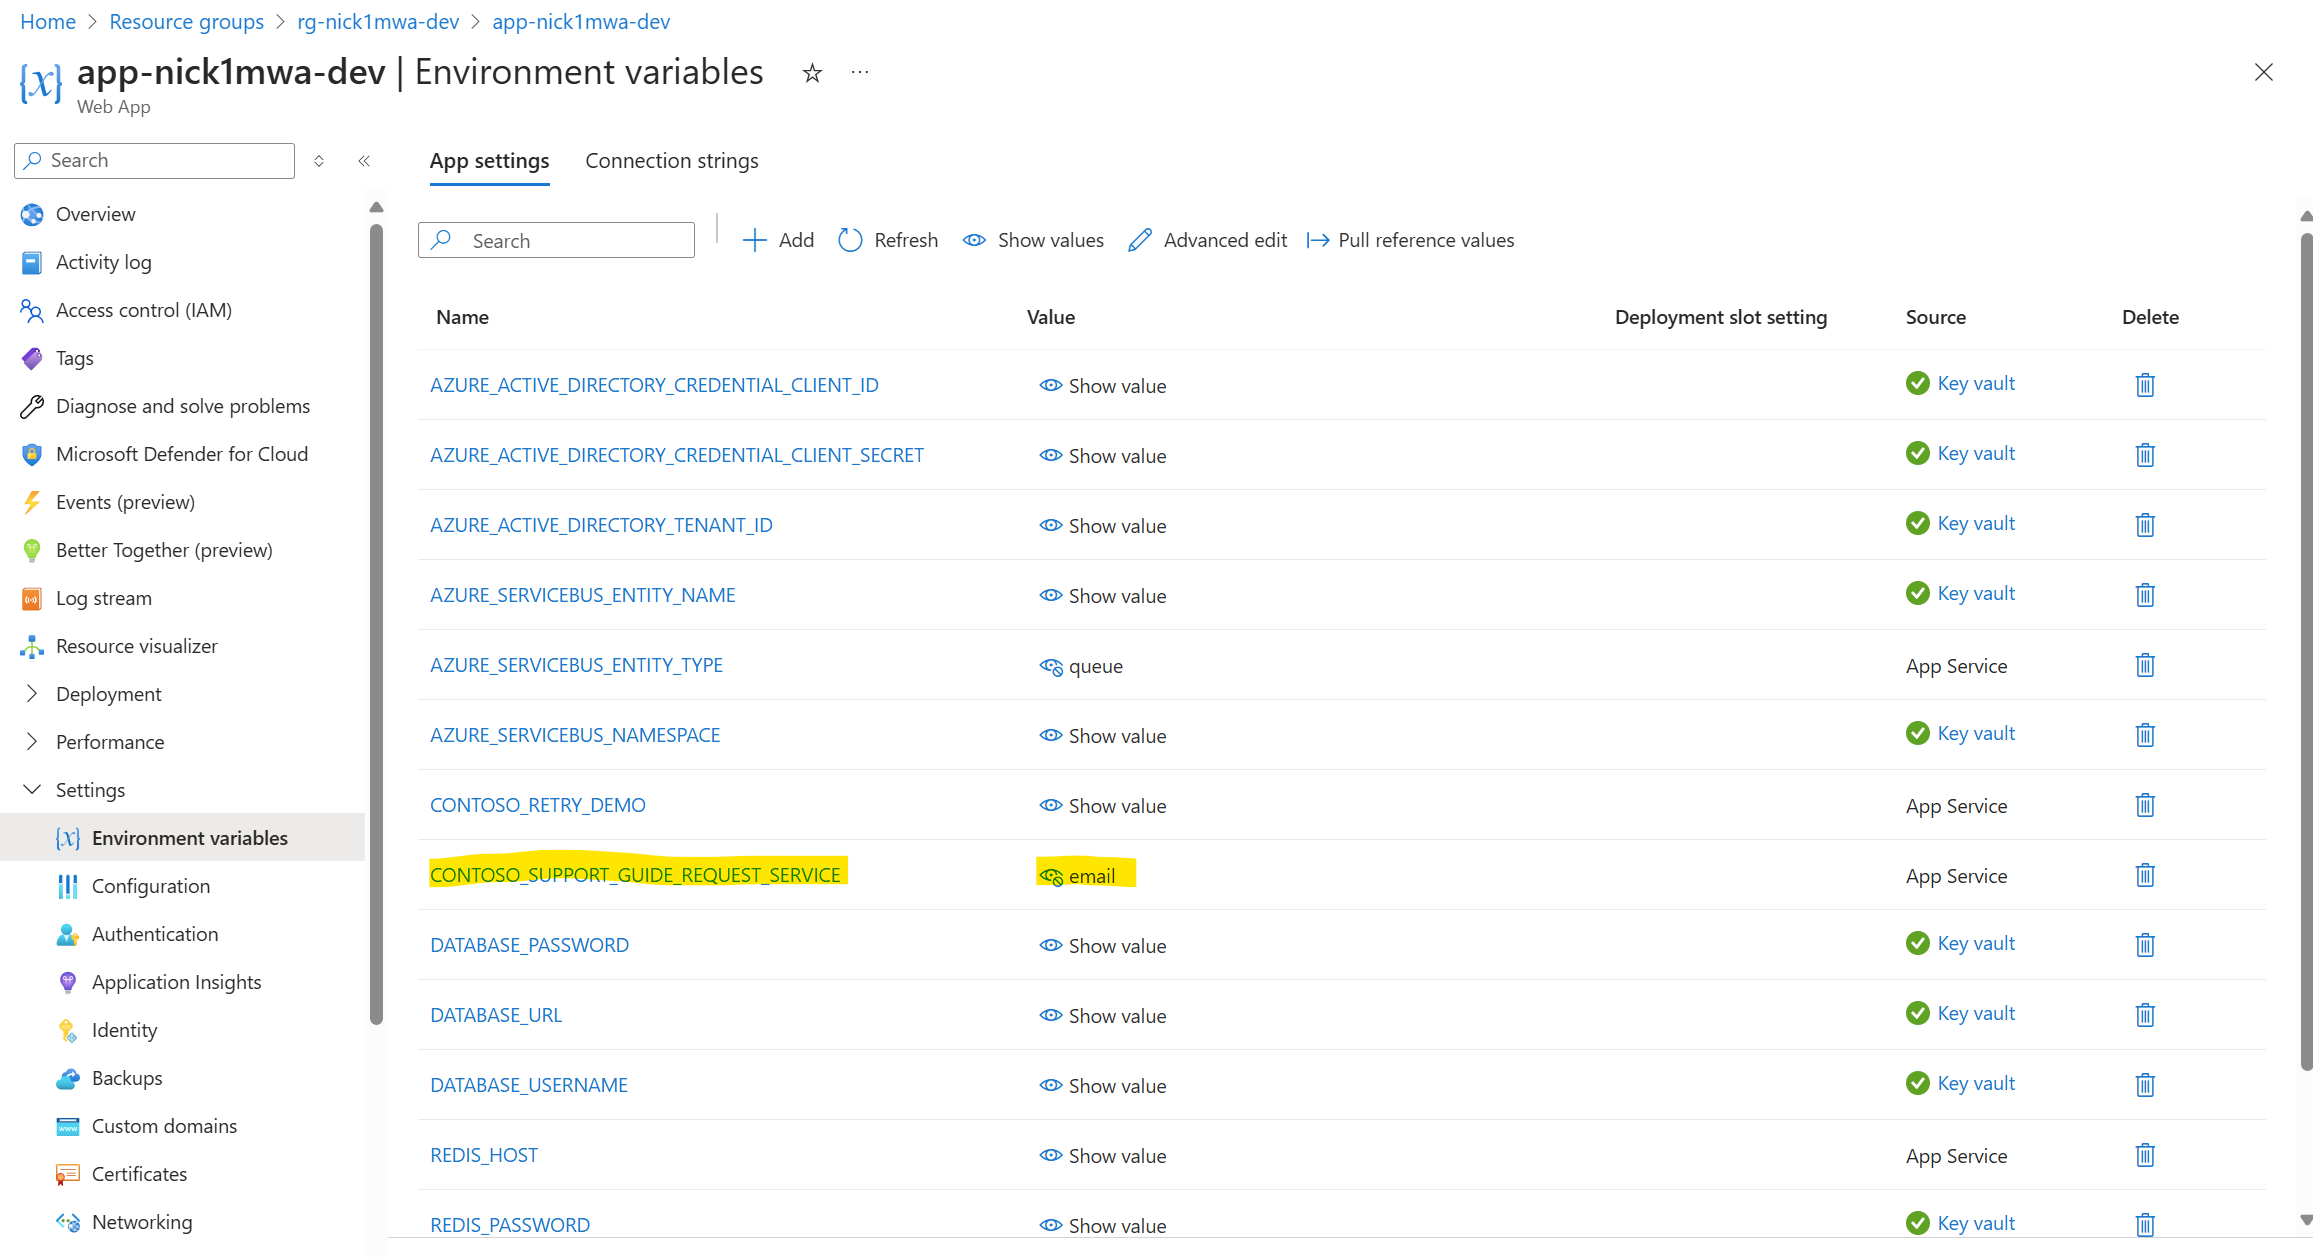 Home > Resource groups > rg-nick1mwa-dev > app-nick1mwa-dev
{x} app-nick1mwa-dev | Environment variables
Web App
Search
Overview
Activity log
Access control (IAM)
Tags
Diagnose and solve problems
Microsoft Defender for Cloud
Events (preview)
Better Together (preview)
Log stream
Resource visualizer
Deployment
Performance
Settings
{x} Environment variables
Configuration
Authentication
Application Insights
Identity
Backups
Custom domains
Certificates
Networking
App settings Connection strings
Search Add Refresh Show values Advanced edit Pull reference values
Name Value Deployment slot setting Source Delete
AZURE_ACTIVE_DIRECTORY_CREDENTIAL_CLIENT_ID Show value Key vault
AZURE_ACTIVE_DIRECTORY_CREDENTIAL_CLIENT_SECRET Show value Key vault
AZURE_ACTIVE_DIRECTORY_TENANT_ID Show value Key vault
AZURE_SERVICEBUS_ENTITY_NAME Show value Key vault
AZURE_SERVICEBUS_ENTITY_TYPE queue App Service
AZURE_SERVICEBUS_NAMESPACE Show value Key vault
CONTOSO_RETRY_DEMO Show value App Service
CONTOSO_SUPPORT_GUIDE_REQUEST_SERVICE email App Service
DATABASE_PASSWORD Show value Key vault
DATABASE_URL Show value Key vault
DATABASE_USERNAME Show value Key vault
REDIS_HOST Show value App Service
REDIS_PASSWORD Show value Key vault